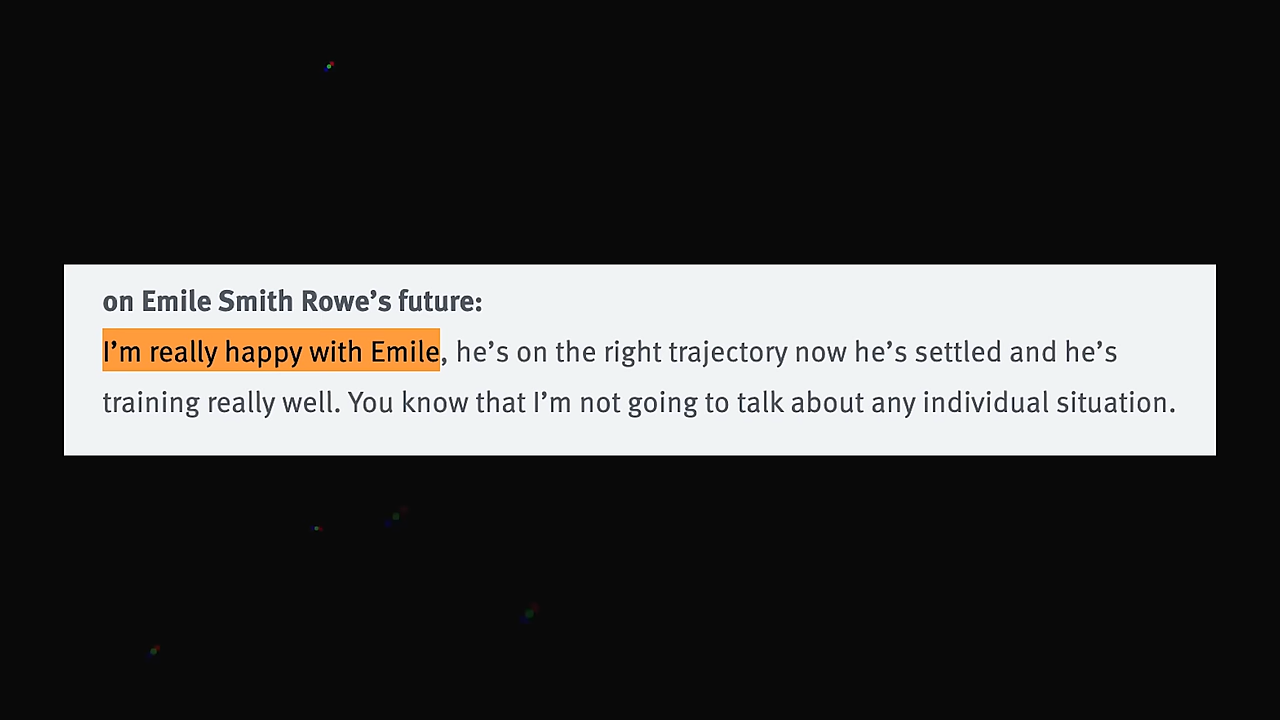 on Emile Smith Rowe’s future:
I’m really happy with Emile, he’s on the right trajectory now he’s settled and he’s
training really well. You know that I’m not going to talk about any individual situation.